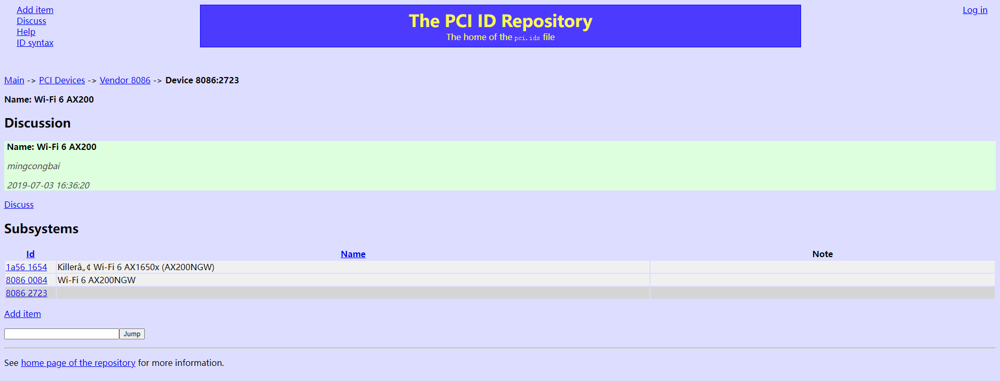 Add item
Discuss
Help
ID syntax
The PCI ID Repository
The home of the pci.ids file
Log in
Main -> PCI Devices -> Vendor 8086 -> Device 8086:2723
Name: Wi-Fi 6 AX200
Discussion
Name: Wi-Fi 6 AX200
mingcongbai
2019-07-03 16:36:20
Discuss
Subsystems
Id Name Note
1a56 1654 Killerâ„¢ Wi-Fi 6 AX1650x (AX200NGW)
8086 0084 Wi-Fi 6 AX200NGW
8086 2723
Add item
Jump
See home page of the repository for more information.